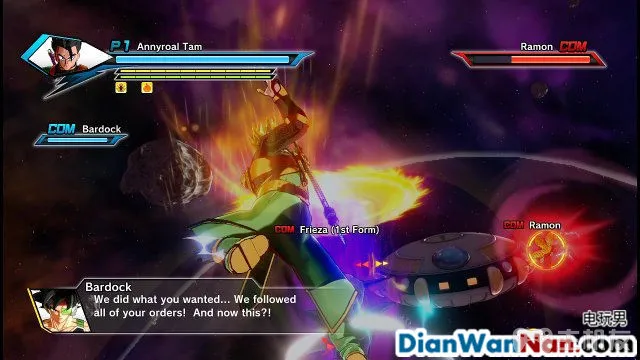 P1 Annyroal Tam
Ramon COM
COM Bardock
COM Frieza (1st Form)
COM Ramon
Bardock
We did what you wanted... We followed
all of your orders! And now this?!
电玩男
DianWanNan.com